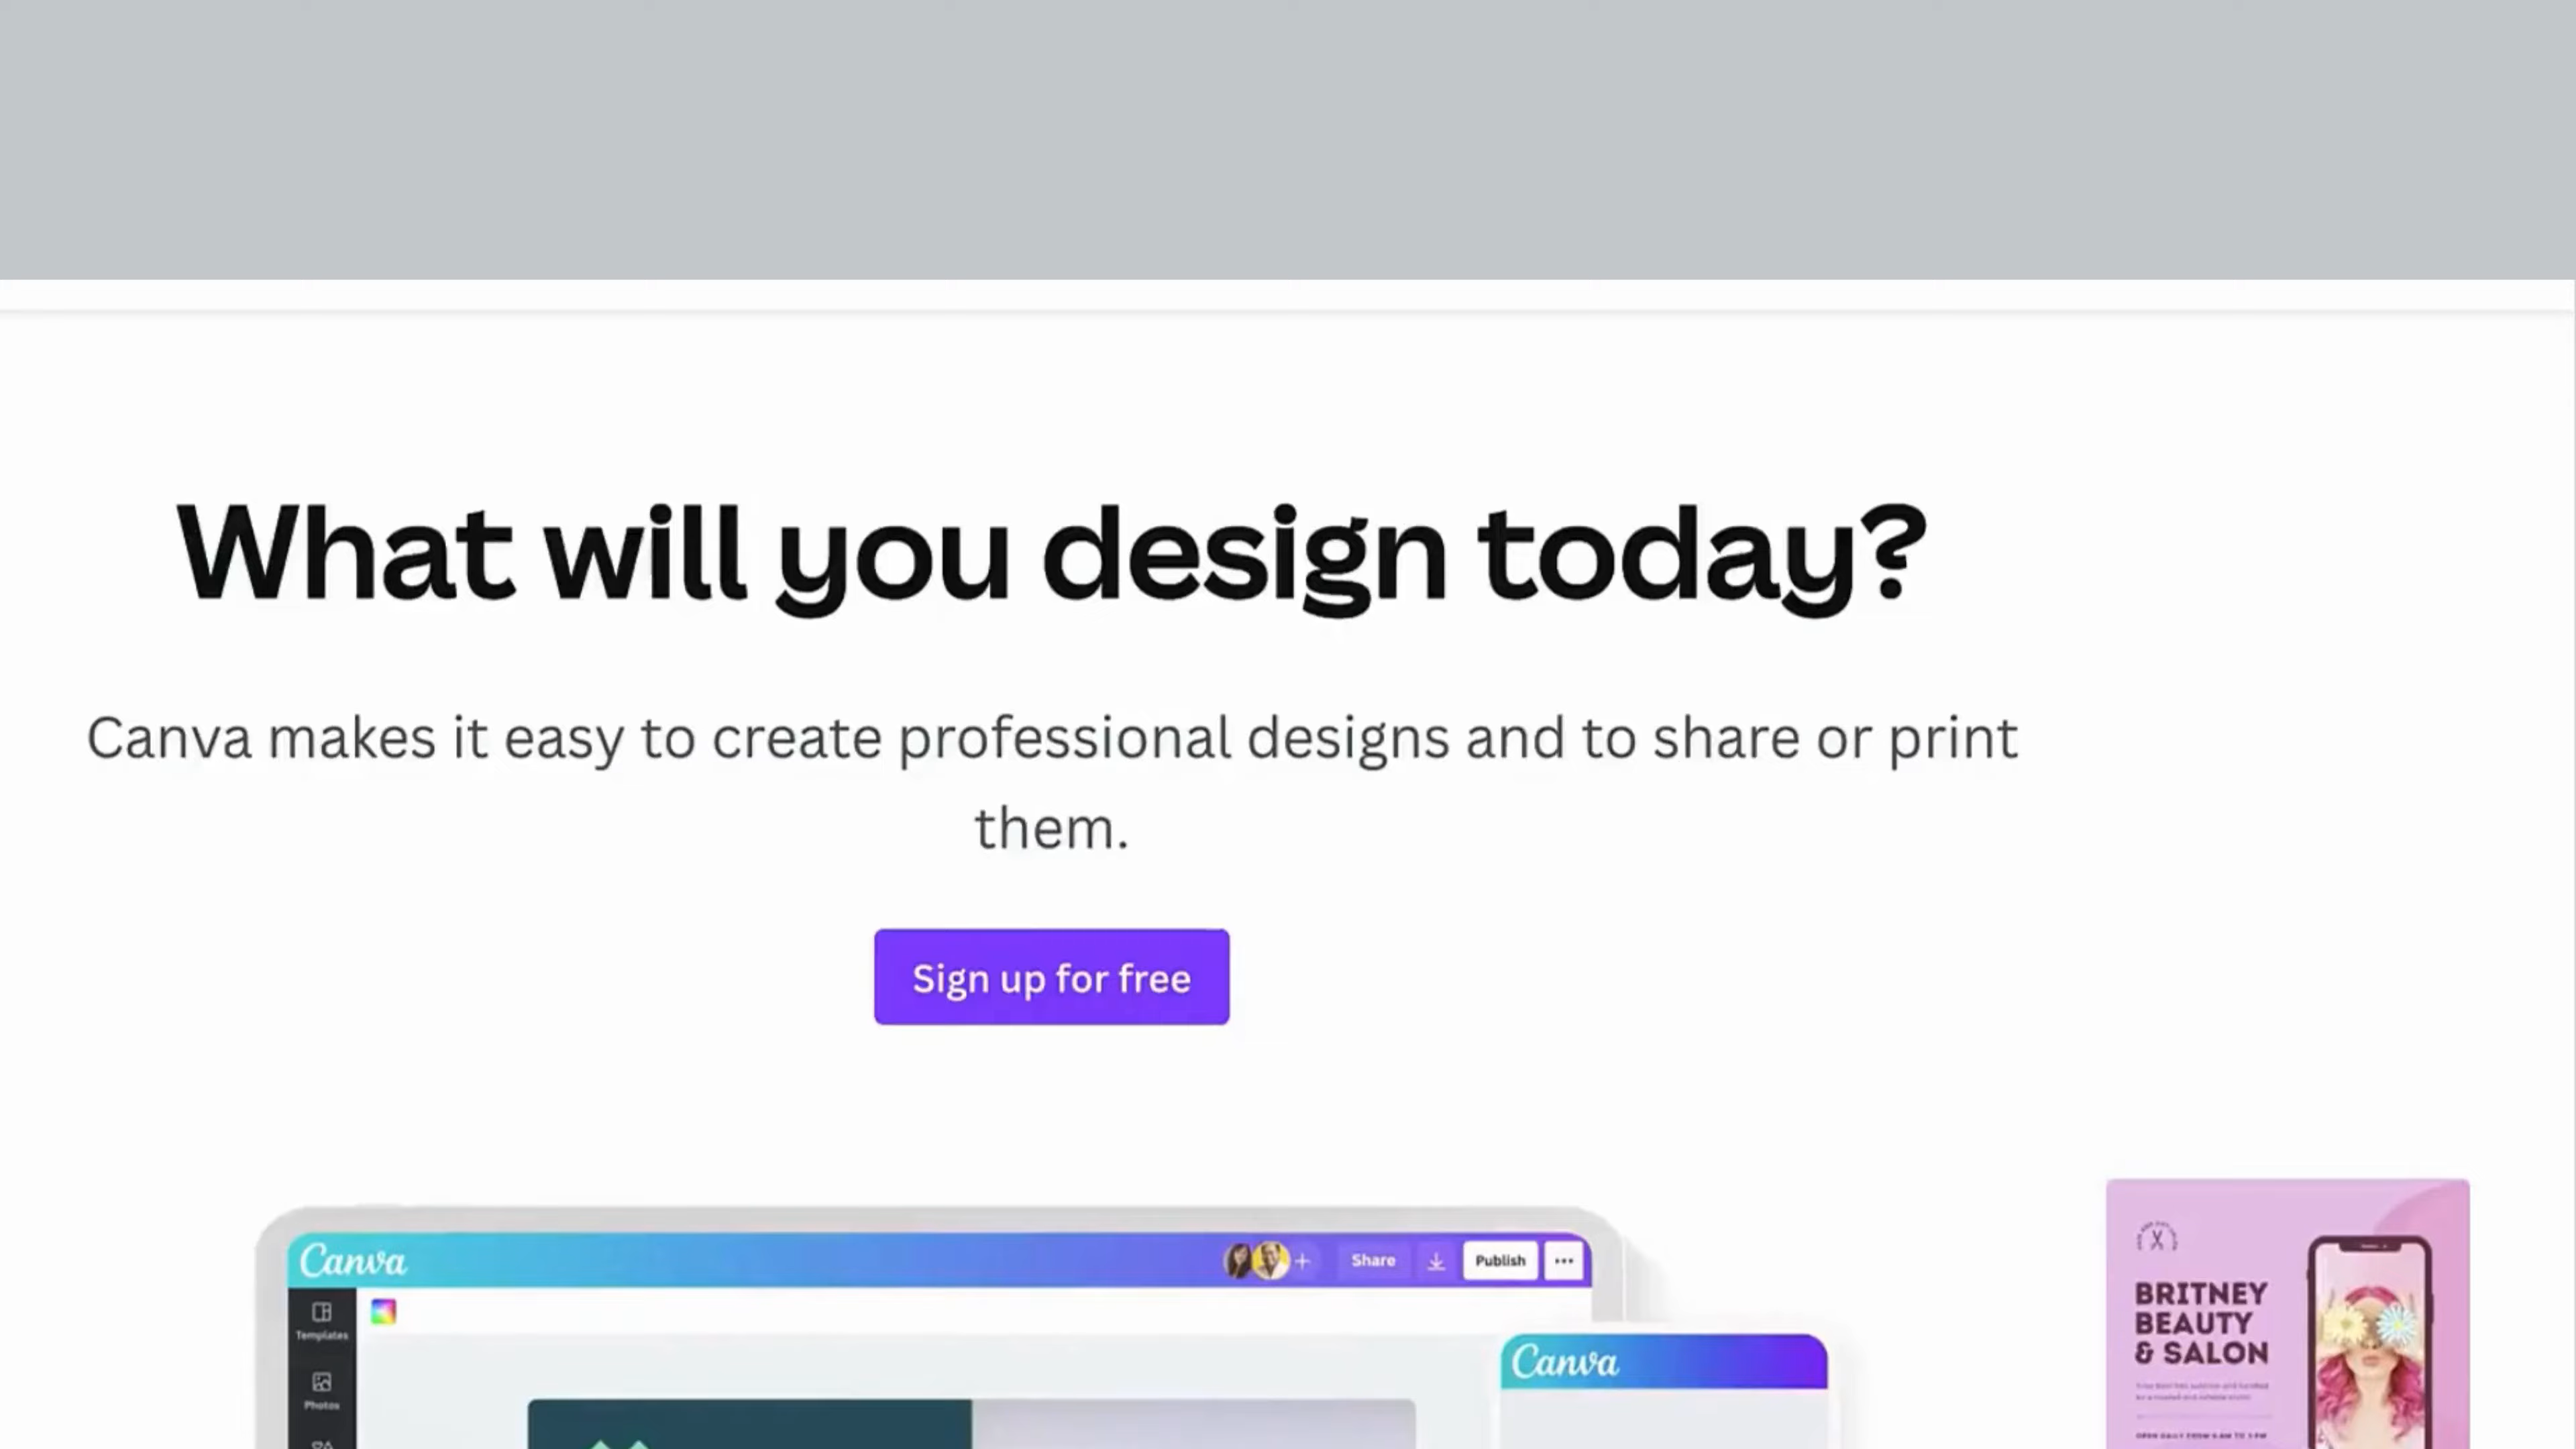 What will you design today?
Canva makes it easy to create professional designs and to share or print
them.
Sign up for free
Canva
Share
Publish
Templates
Photos
Canva
BRITNEY
BEAUTY
& SALON